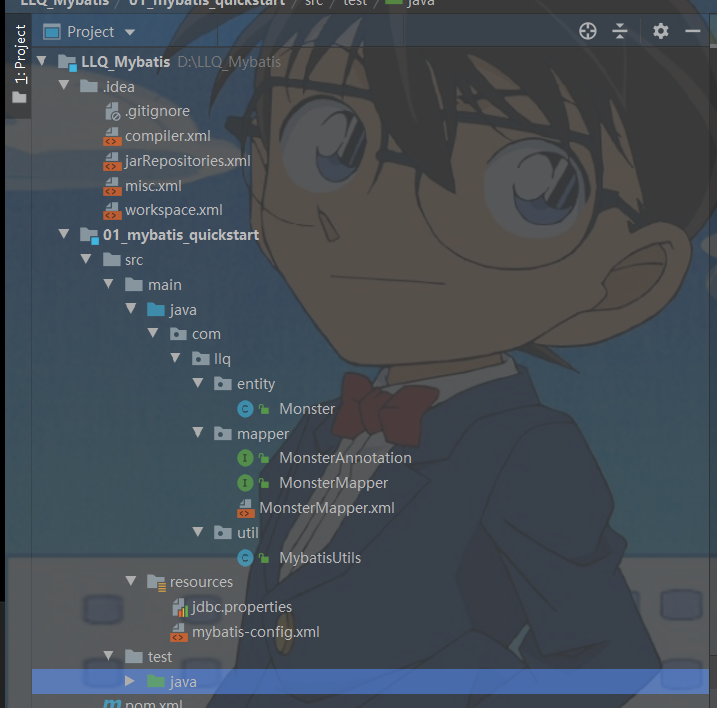 LLQ_Mybatis / 01_mybatis_quickstart / src / test / java
1: Project
Project
LLQ_Mybatis D:\LLQ_Mybatis
.idea
.gitignore
compiler.xml
jarRepositories.xml
misc.xml
workspace.xml
01_mybatis_quickstart
src
main
java
com
llq
entity
Monster
mapper
MonsterAnnotation
MonsterMapper
MonsterMapper.xml
util
MybatisUtils
resources
jdbc.properties
mybatis-config.xml
test
java
pom.xml